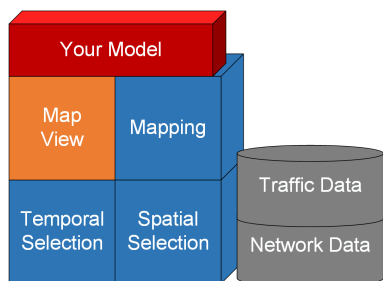 Your Model
Map
View
Mapping
Temporal
Selection
Spatial
Selection
Traffic Data
Network Data